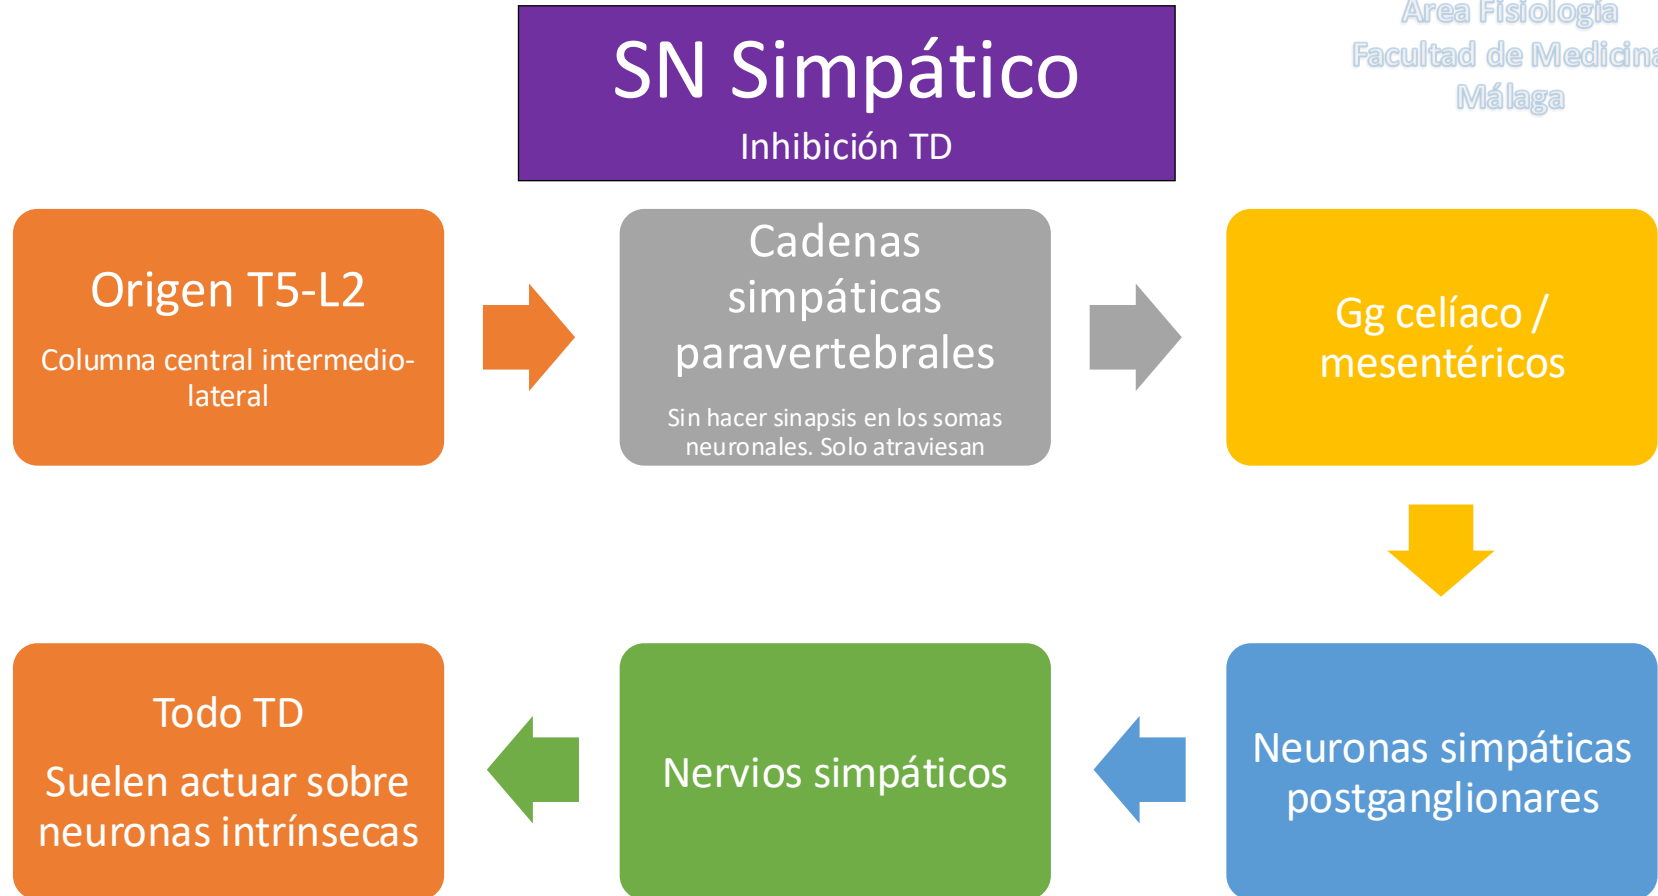 Área Fisiología
Facultad de Medicina
Málaga
SN Simpático
Inhibición TD
Origen T5-L2
Columna central intermedio-
lateral
Cadenas
simpáticas
paravertebrales
Sin hacer sinapsis en los somas
neuronales. Solo atraviesan
Gg celíaco /
mesentéricos
Neuronas simpáticas
postganglionares
Nervios simpáticos
Todo TD
Suelen actuar sobre
neuronas intrínsecas